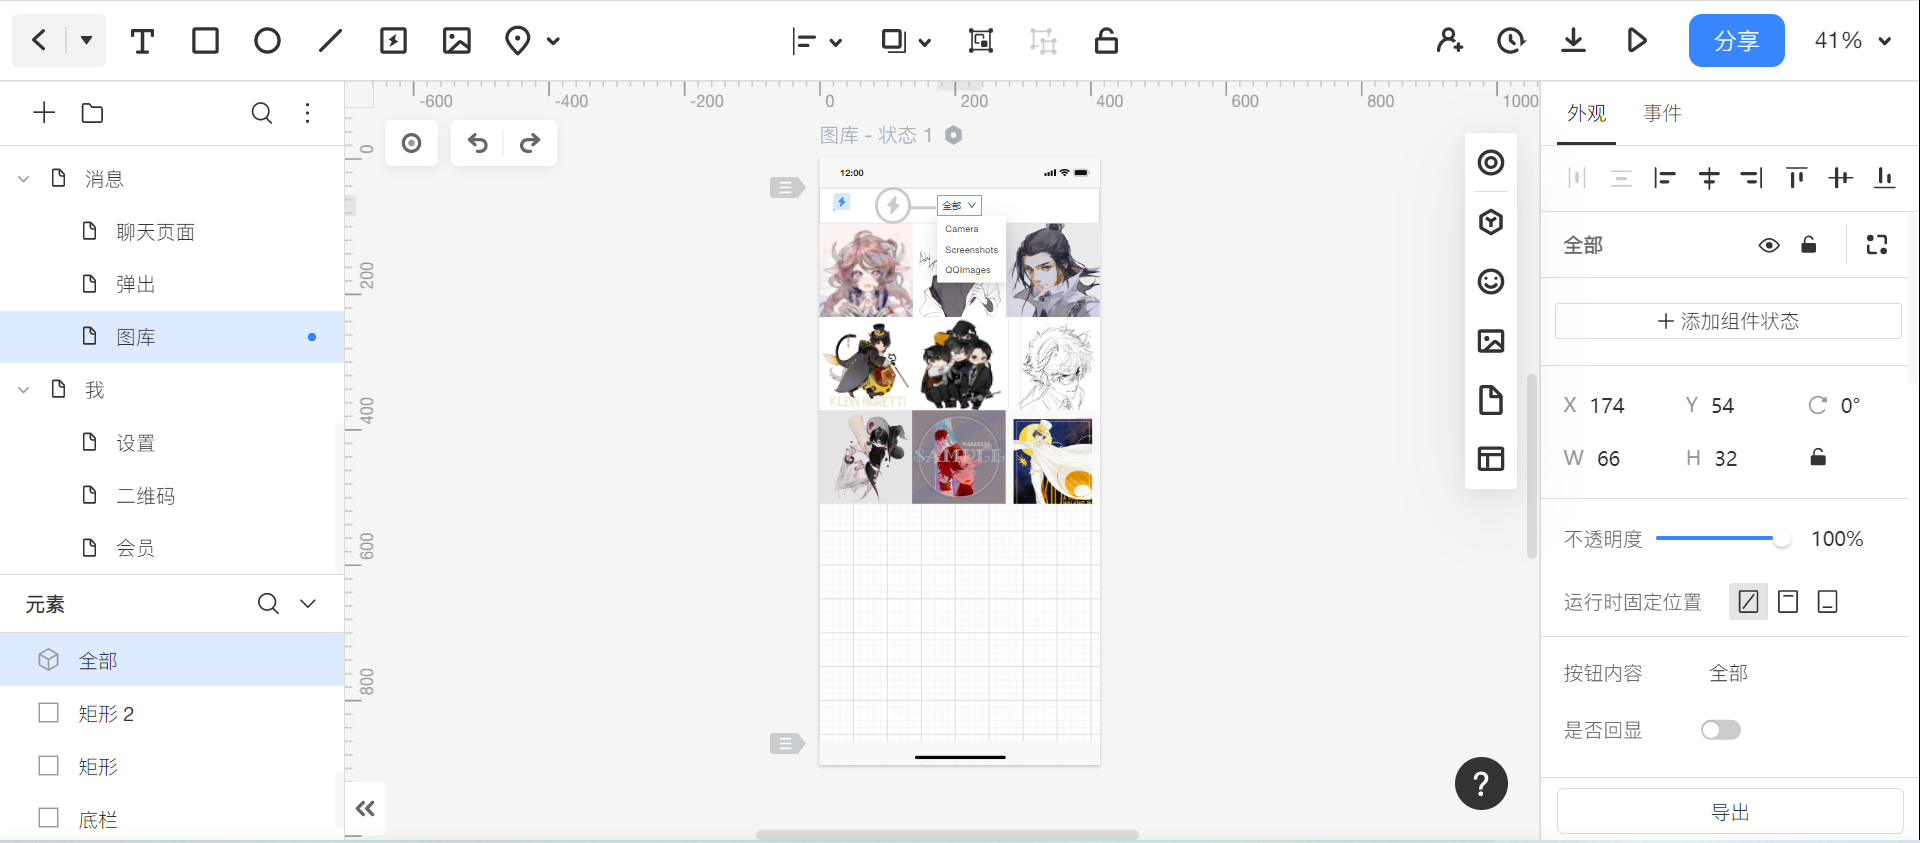 分享
41%
消息
聊天页面
弹出
图库
我
设置
二维码
会员
元素
全部
矩形 2
矩形
底栏
-600
-400
-200
0
200
400
600
800
1000
0
200
400
600
800
图库 - 状态 1
12:00
全部
Camera
Screenshots
QQImages
KLEIN MORETTI
SAMPLE
外观
事件
全部
添加组件状态
X 174
Y 54
0°
W 66
H 32
不透明度
100%
运行时固定位置
按钮内容
全部
是否回显
导出
?